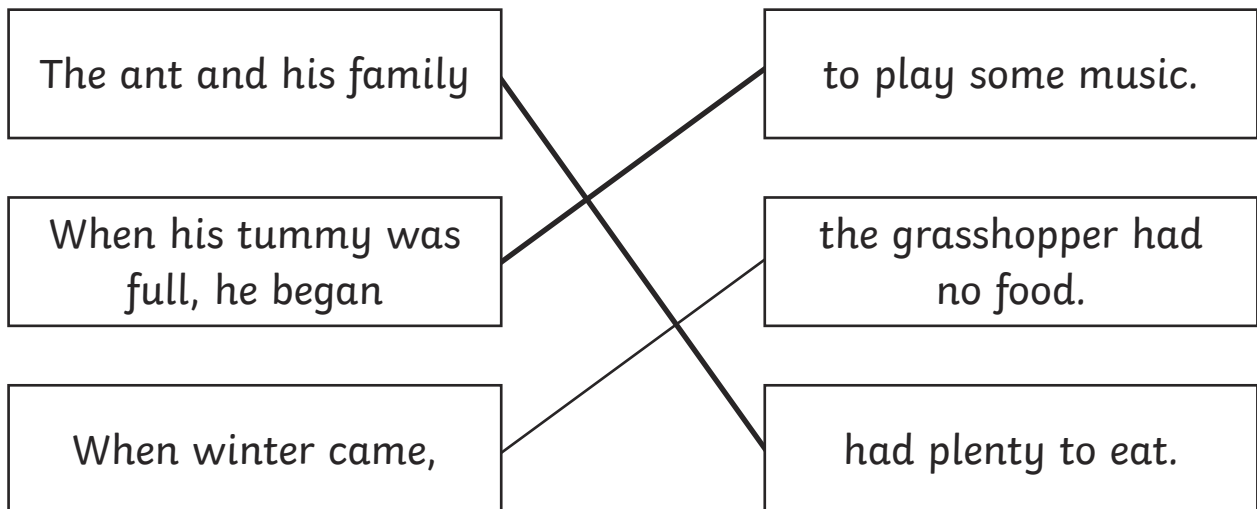 The ant and his family
to play some music.
When his tummy was
full, he began
the grasshopper had
no food.
When winter came,
had plenty to eat.